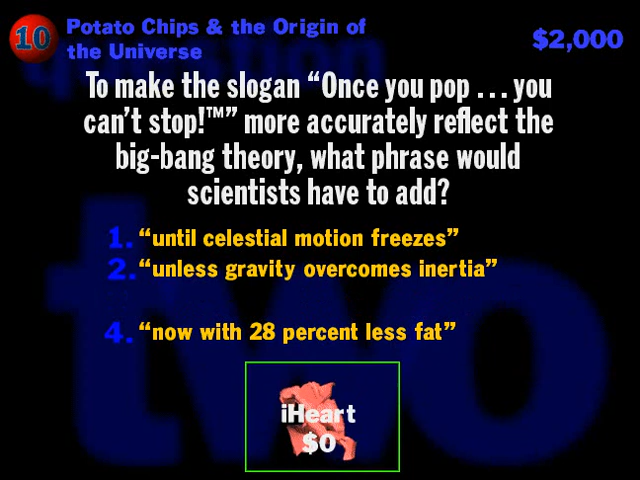 10
Potato Chips & the Origin of
the Universe
$2,000
question
To make the slogan “Once you pop . . . you
can’t stop!™” more accurately reflect the
big-bang theory, what phrase would
scientists have to add?
1. “until celestial motion freezes”
2. “unless gravity overcomes inertia”
4. “now with 28 percent less fat”
two
iHeart
$0